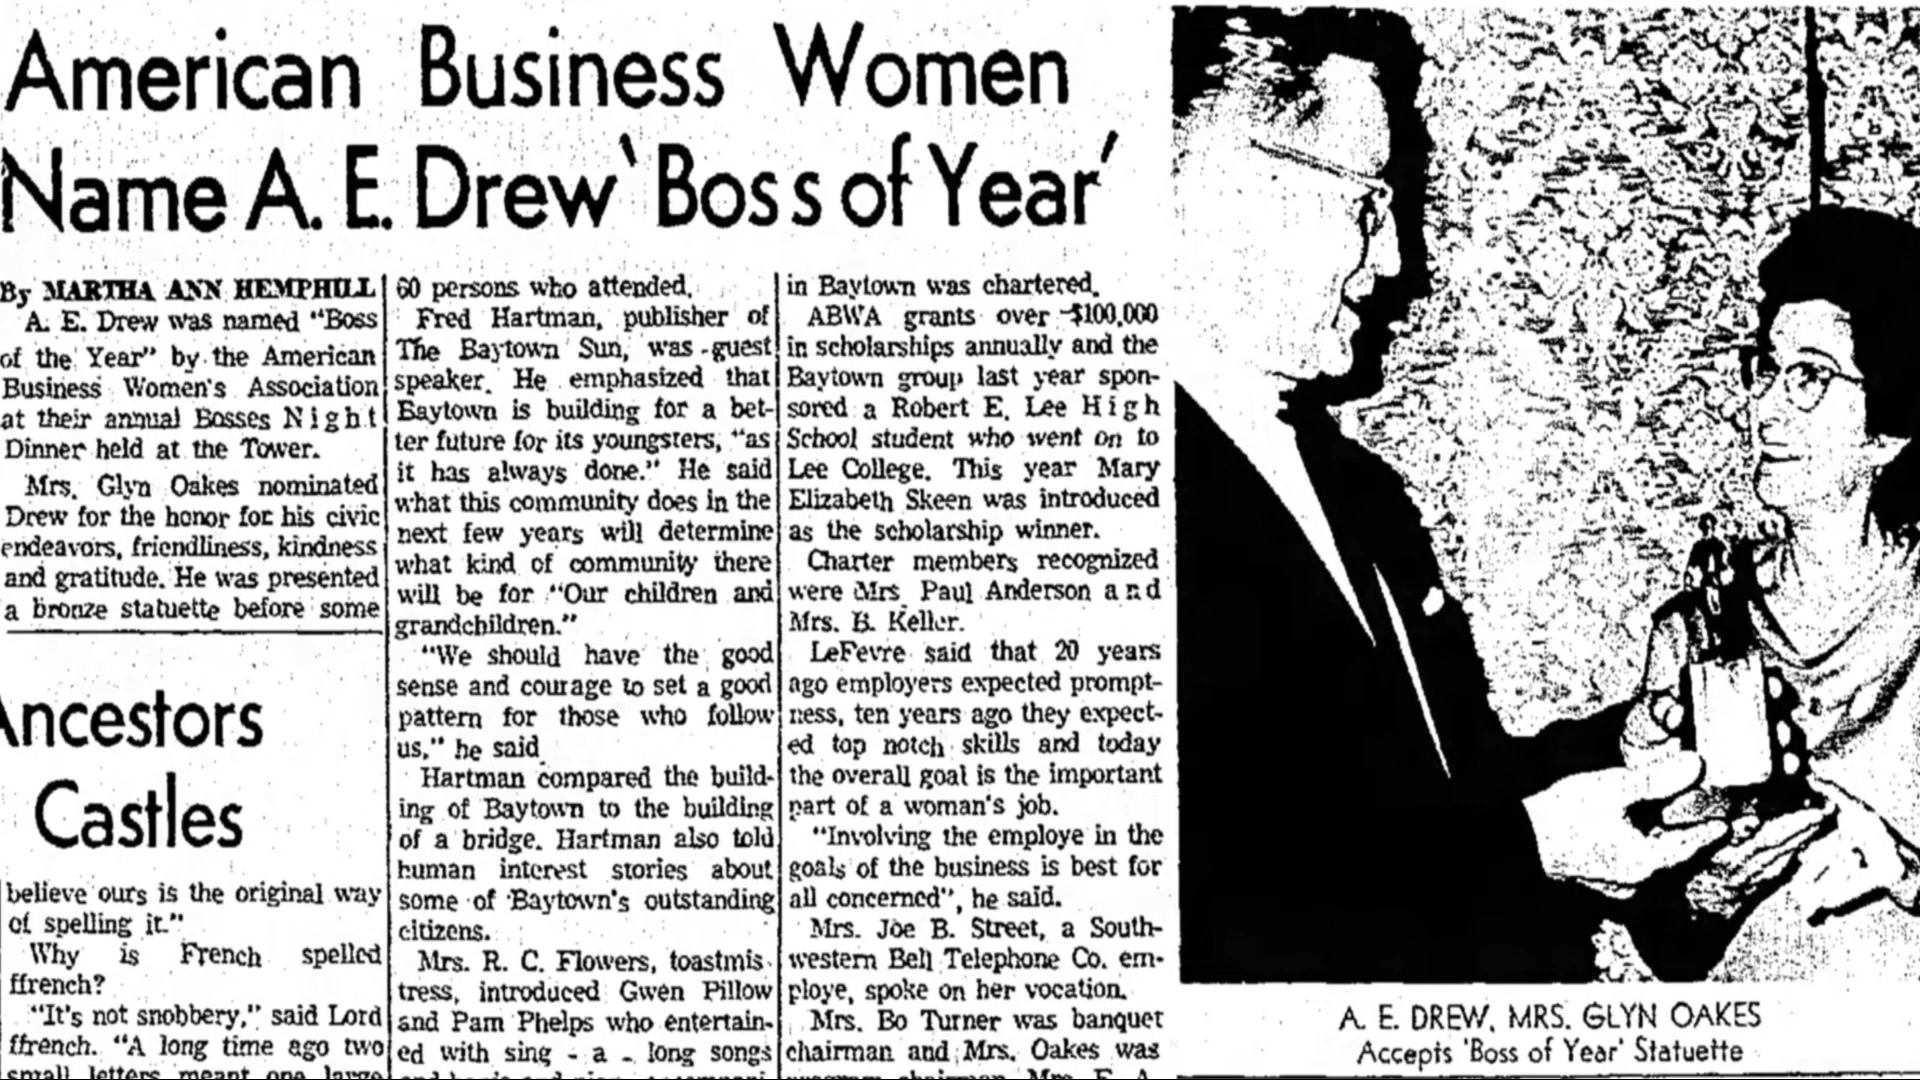 American Business Women
Name A. E. Drew 'Boss of Year'
By MARTHA ANN HEMPHILL
A. E. Drew was named "Boss
of the Year" by the American
Business Women's Association
at their annual Bosses Night
Dinner held at the Tower.
Mrs. Glyn Oakes nominated
Drew for the honor for his civic
endeavors, friendliness, kindness
and gratitude. He was presented
a bronze statuette before some
Ancestors
Castles
believe ours is the original way
of spelling it."
Why is French spelled
ffrench?
"It's not snobbery," said Lord
ffrench. "A long time ago two
small letters meant one large
60 persons who attended.
Fred Hartman, publisher of
The Baytown Sun, was guest
speaker. He emphasized that
Baytown is building for a bet-
ter future for its youngsters, "as
it has always done." He said
what this community does in the
next few years will determine
what kind of community there
will be for "Our children and
grandchildren."
"We should have the good
sense and courage to set a good
pattern for those who follow
us," he said
Hartman compared the build-
ing of Baytown to the building
of a bridge. Hartman also told
human interest stories about
some of Baytown's outstanding
citizens.
Mrs. R. C. Flowers, toastmis-
tress, introduced Gwen Pillow
and Pam Phelps who entertain-
ed with sing - a - long songs
in Baytown was chartered.
ABWA grants over $100,000
in scholarships annually and the
Baytown group last year spon-
sored a Robert E. Lee High
School student who went on to
Lee College. This year Mary
Elizabeth Skeen was introduced
as the scholarship winner.
Charter members recognized
were Mrs. Paul Anderson and
Mrs. B. Keller.
LeFevre said that 20 years
ago employers expected prompt-
ness, ten years ago they expect-
ed top notch skills and today
the overall goal is the important
part of a woman's job.
"Involving the employe in the
goals of the business is best for
all concerned", he said.
Mrs. Joe B. Street, a South-
western Bell Telephone Co. em-
ploye, spoke on her vocation.
Mrs. Bo Turner was banquet
chairman and Mrs. Oakes was
A. E. DREW, MRS. GLYN OAKES
Accepts 'Boss of Year' Statuette